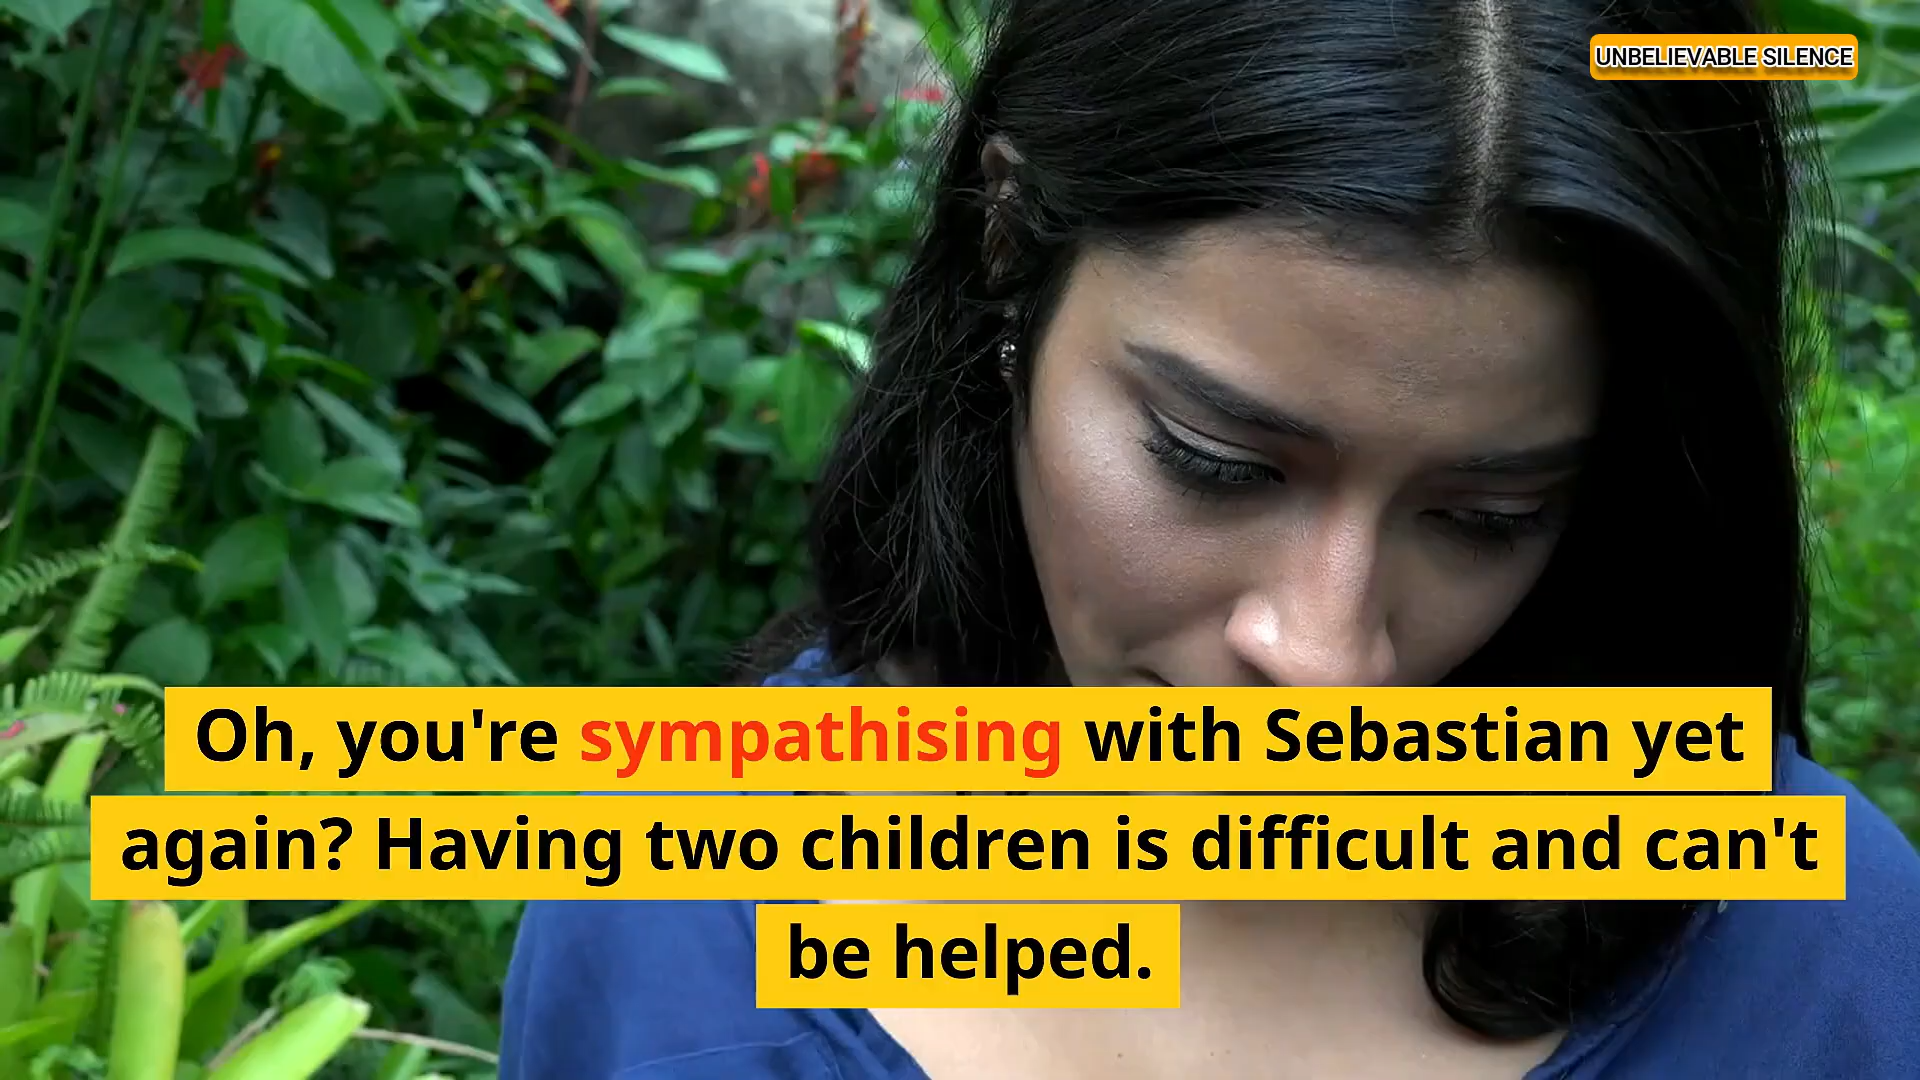 UNBELIEVABLE SILENCE
Oh, you're sympathising with Sebastian yet
again? Having two children is difficult and can't
be helped.